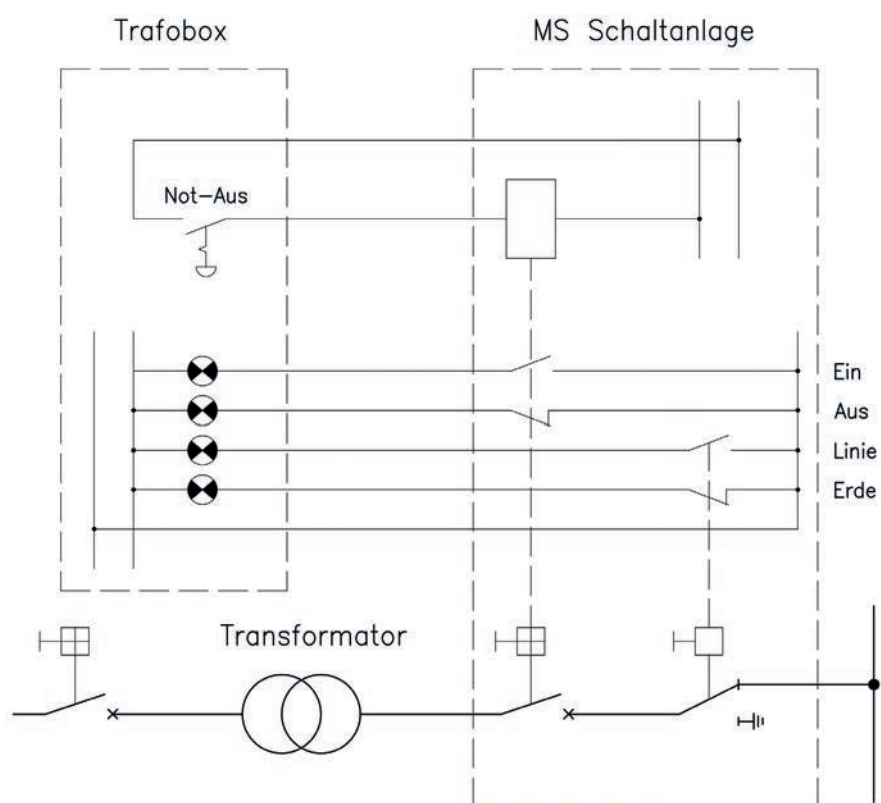 Trafobox
MS Schaltanlage
Not-Aus
Ein
Aus
Linie
Erde
Transformator